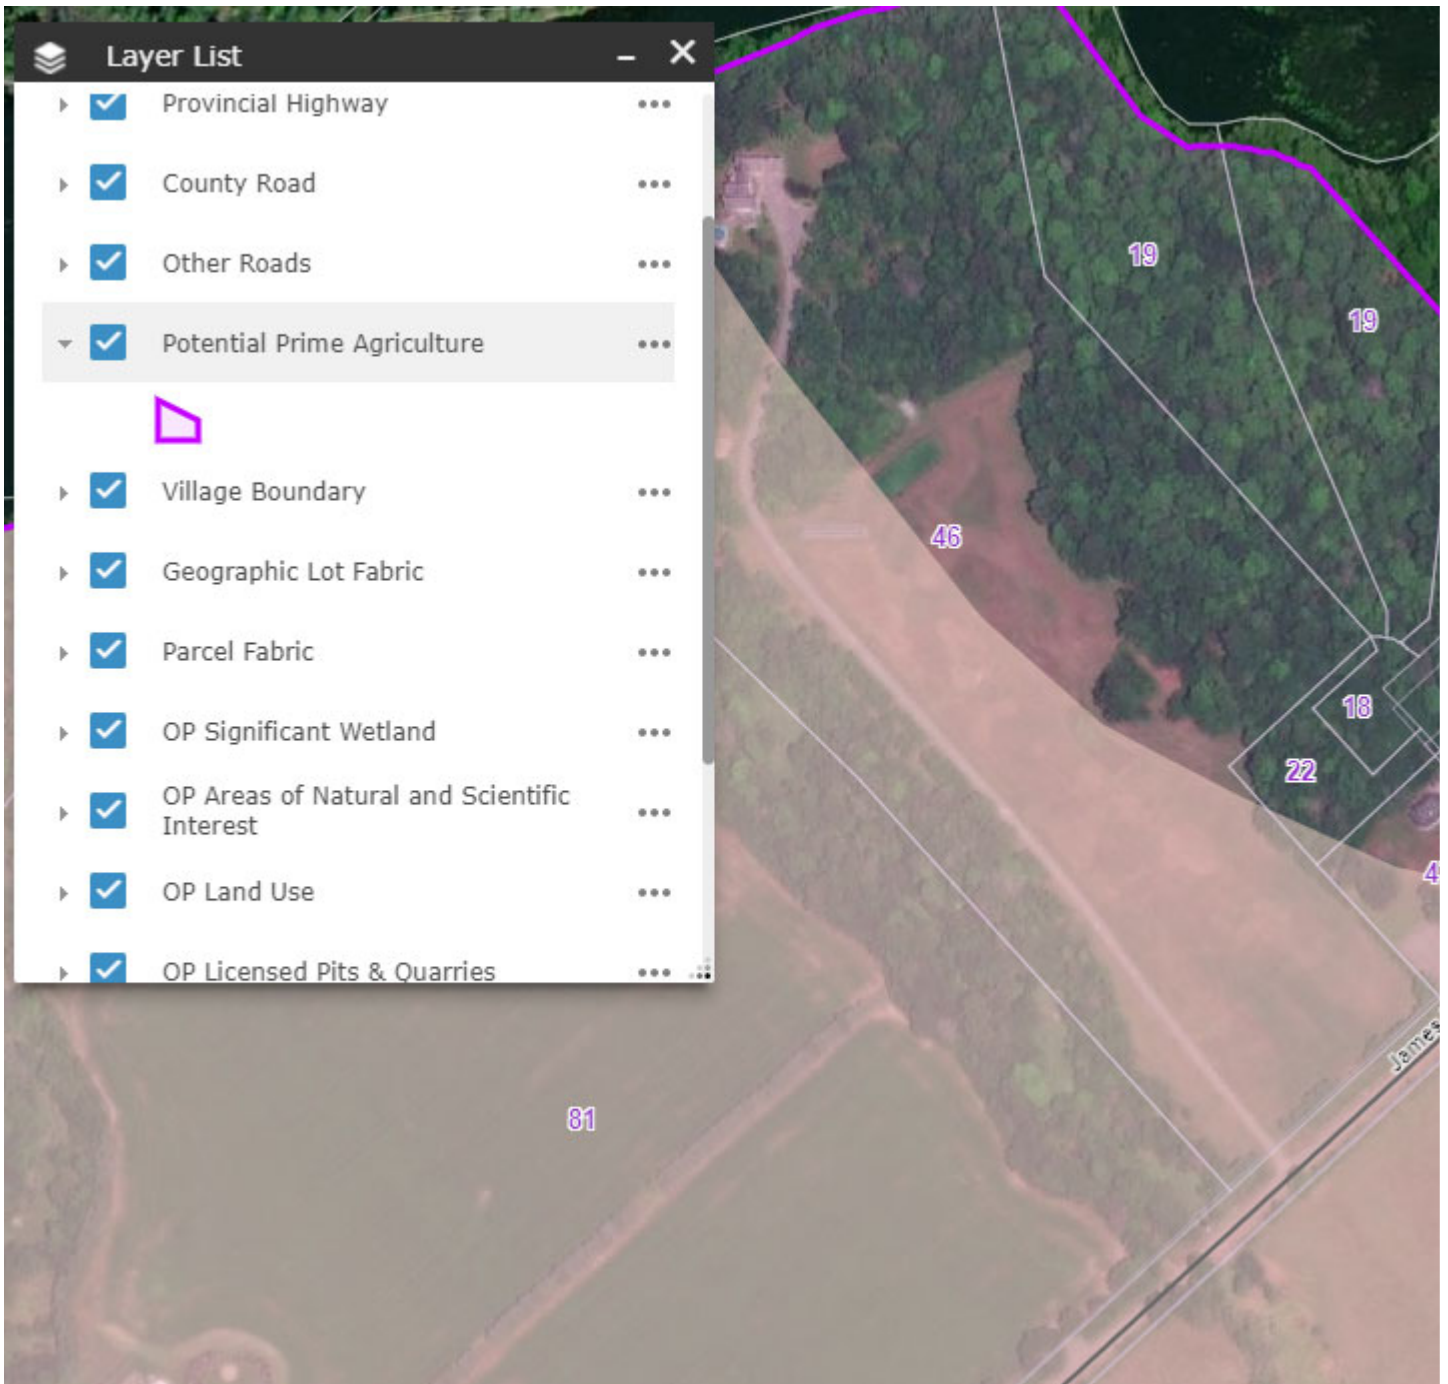 Layer List
Provincial Highway
County Road
Other Roads
Potential Prime Agriculture
Village Boundary
Geographic Lot Fabric
Parcel Fabric
OP Significant Wetland
OP Areas of Natural and Scientific
Interest
OP Land Use
OP Licensed Pits & Quarries
19
19
46
18
22
4
James
81